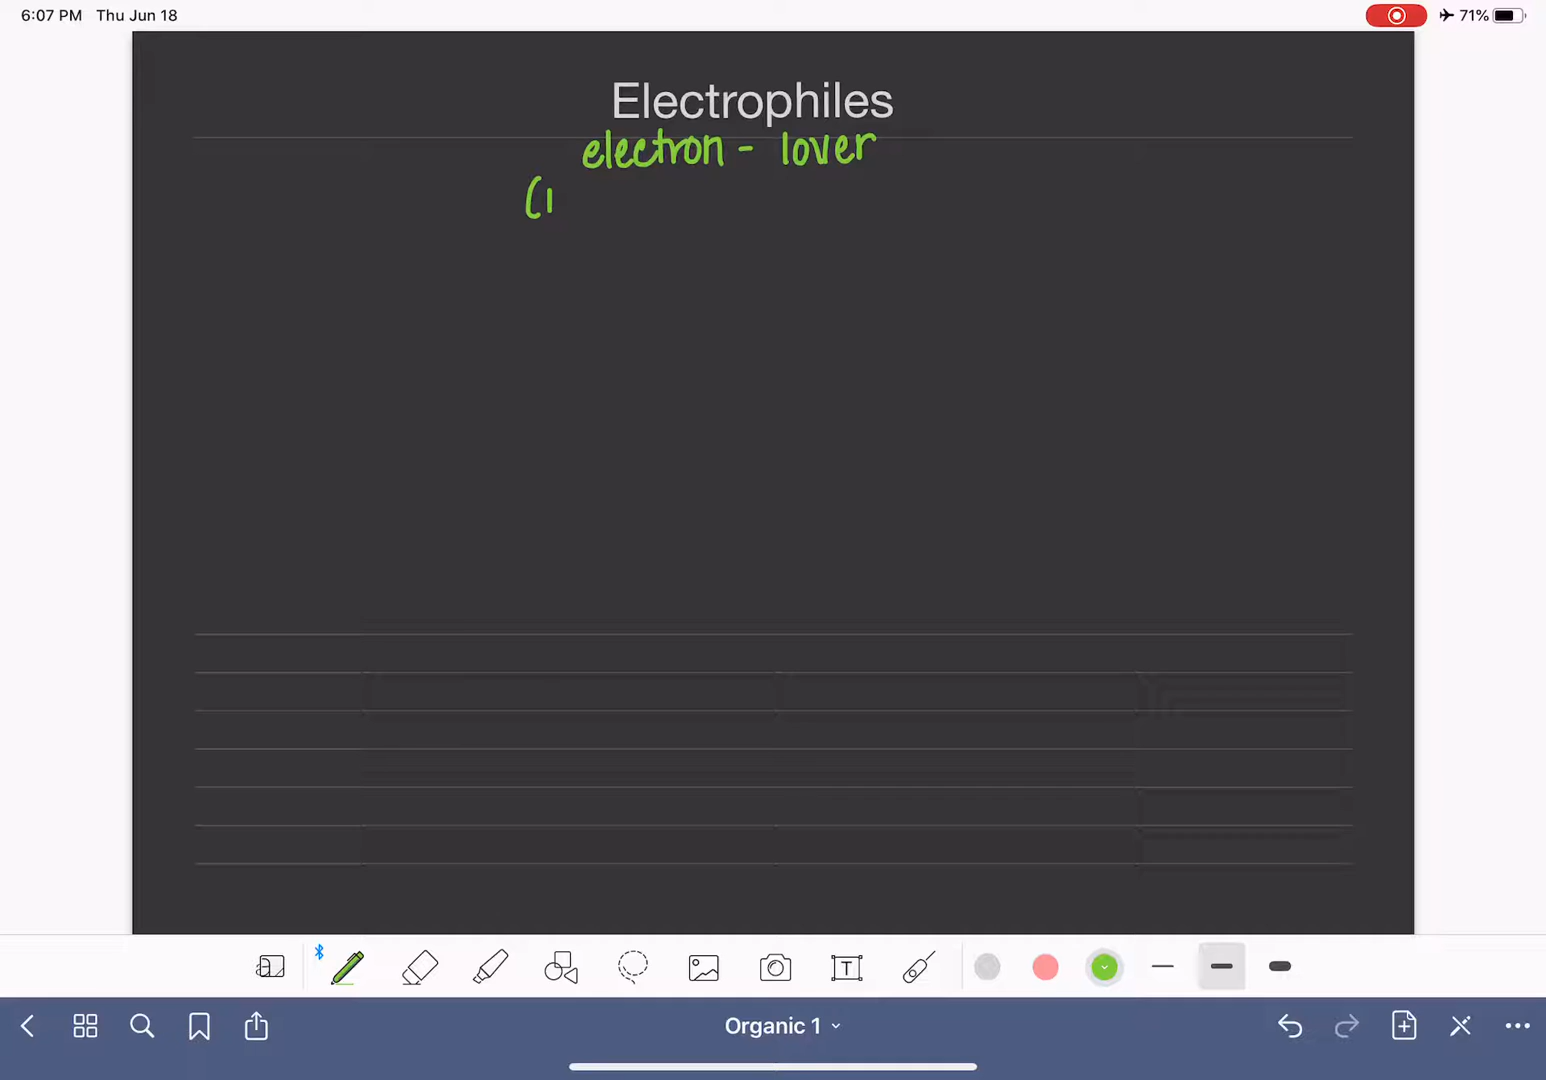 6:07 PM Thu Jun 18
71%
Electrophiles
electron - lover
(
T
Organic 1